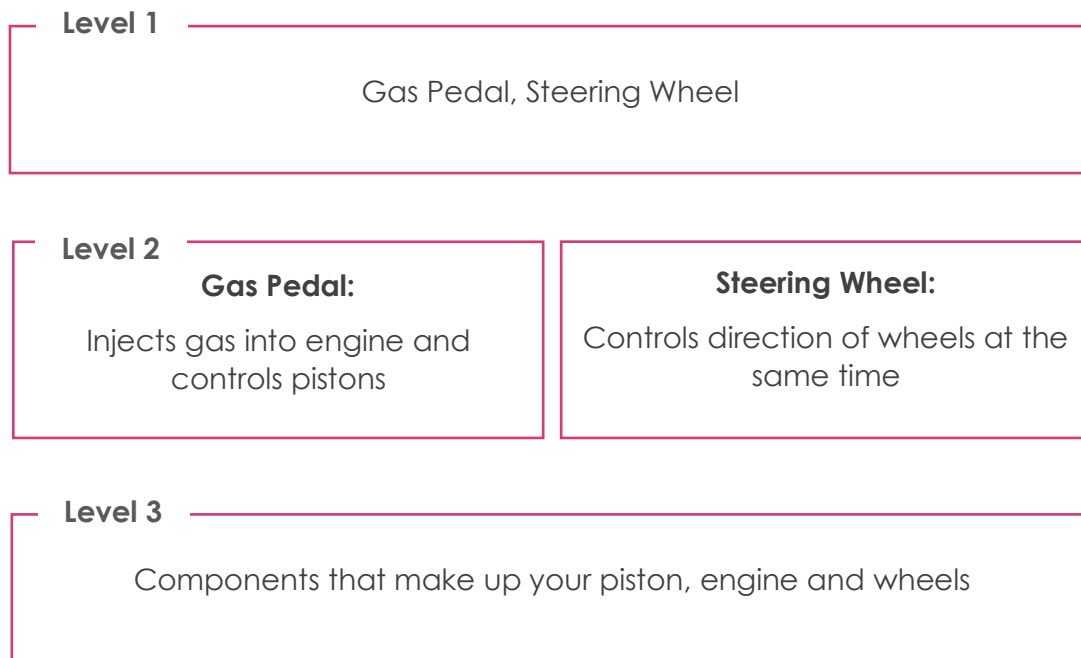 Level 1
Gas Pedal, Steering Wheel
Level 2
Gas Pedal:
Injects gas into engine and
controls pistons
Steering Wheel:
Controls direction of wheels at the
same time
Level 3
Components that make up your piston, engine and wheels